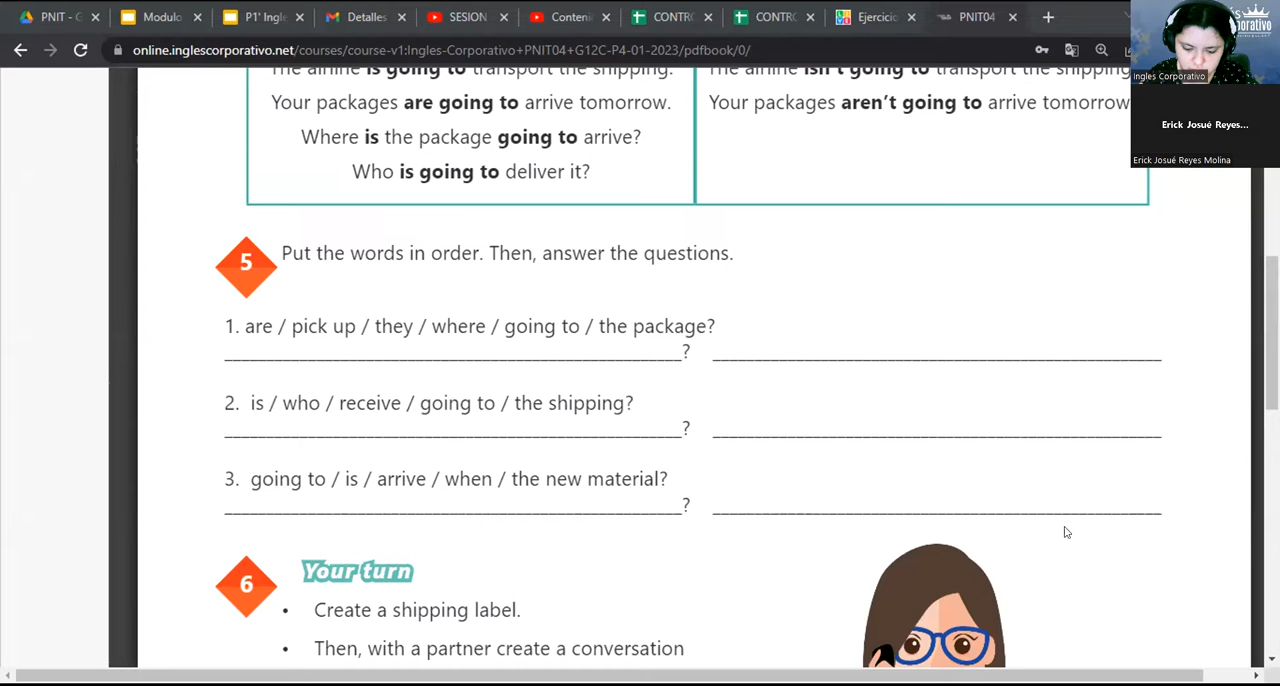 PNIT - G
Modulo
P1' Ingle
Detalles
SESION
Conteni
CONTRO
CONTRO
Ejercicio
PNIT04
online.inglescorporativo.net/courses/course-v1:Ingles-Corporativo+PNIT04+G12C-P4-01-2023/pdfbook/0/
Ingles Corporativo
Erick Josué Reyes...
Erick Josué Reyes Molina
The airline is going to transport the shipping.
The airline isn't going to transport the shipping
Your packages are going to arrive tomorrow.
Your packages aren't going to arrive tomorrow
Where is the package going to arrive?
Who is going to deliver it?
5 Put the words in order. Then, answer the questions.
1. are / pick up / they / where / going to / the package?
?
2. is / who / receive / going to / the shipping?
?
3. going to / is / arrive / when / the new material?
?
6 Your turn
• Create a shipping label.
• Then, with a partner create a conversation